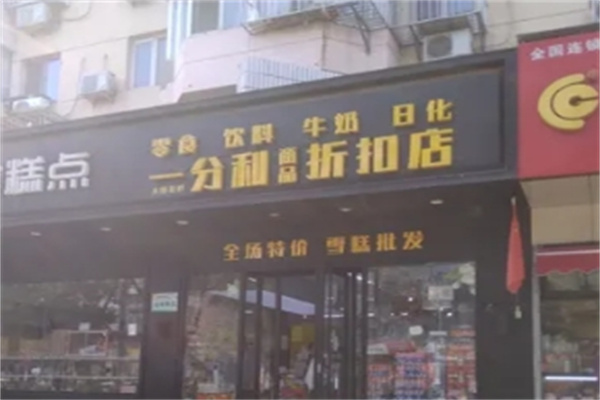 糕点
零食 饮料 牛奶 日化
一分利商品折扣店
全场特价 雪糕批发
全国连锁